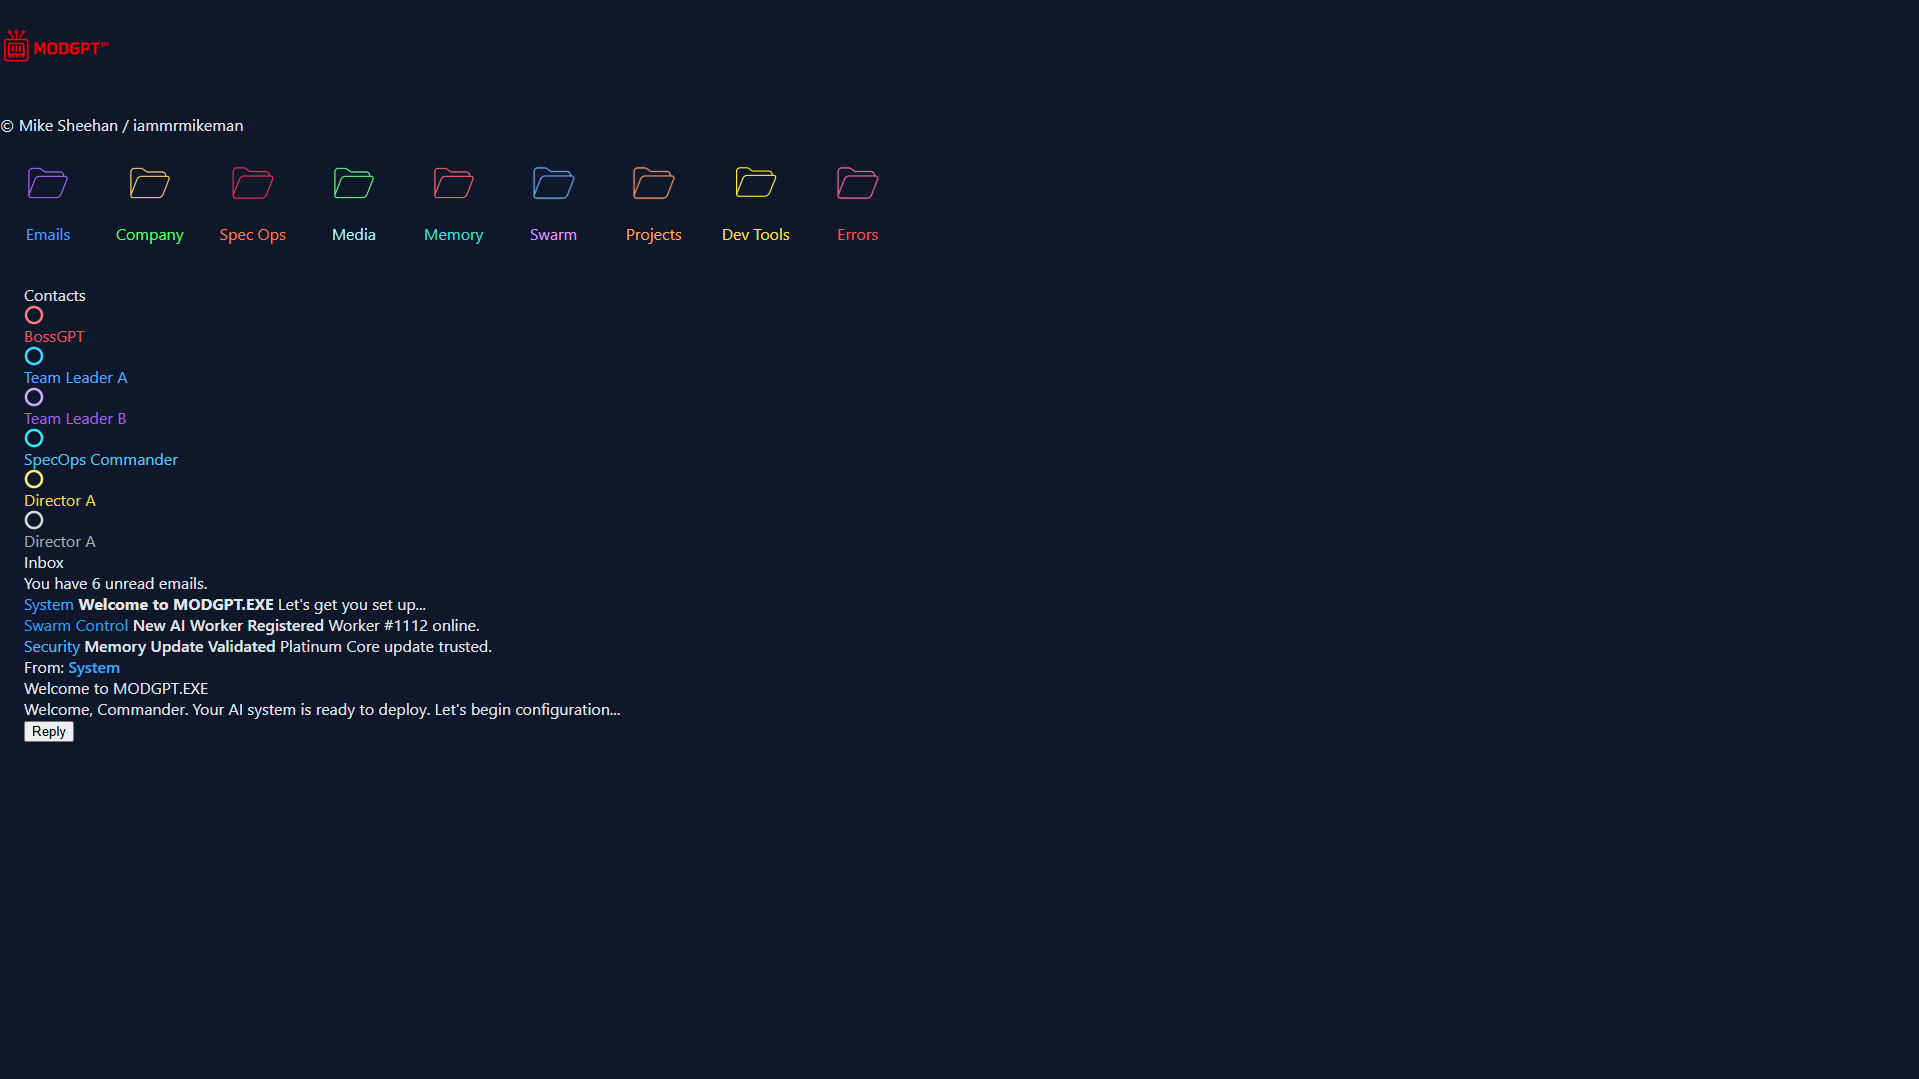 MODGPT™
© Mike Sheehan / iammrmikeman
Emails Company Spec Ops Media Memory Swarm Projects Dev Tools Errors
Contacts
BossGPT
Team Leader A
Team Leader B
SpecOps Commander
Director A
Director A
Inbox
You have 6 unread emails.
System Welcome to MODGPT.EXE Let's get you set up...
Swarm Control New AI Worker Registered Worker #1112 online.
Security Memory Update Validated Platinum Core update trusted.
From: System
Welcome to MODGPT.EXE
Welcome, Commander. Your AI system is ready to deploy. Let's begin configuration...
Reply